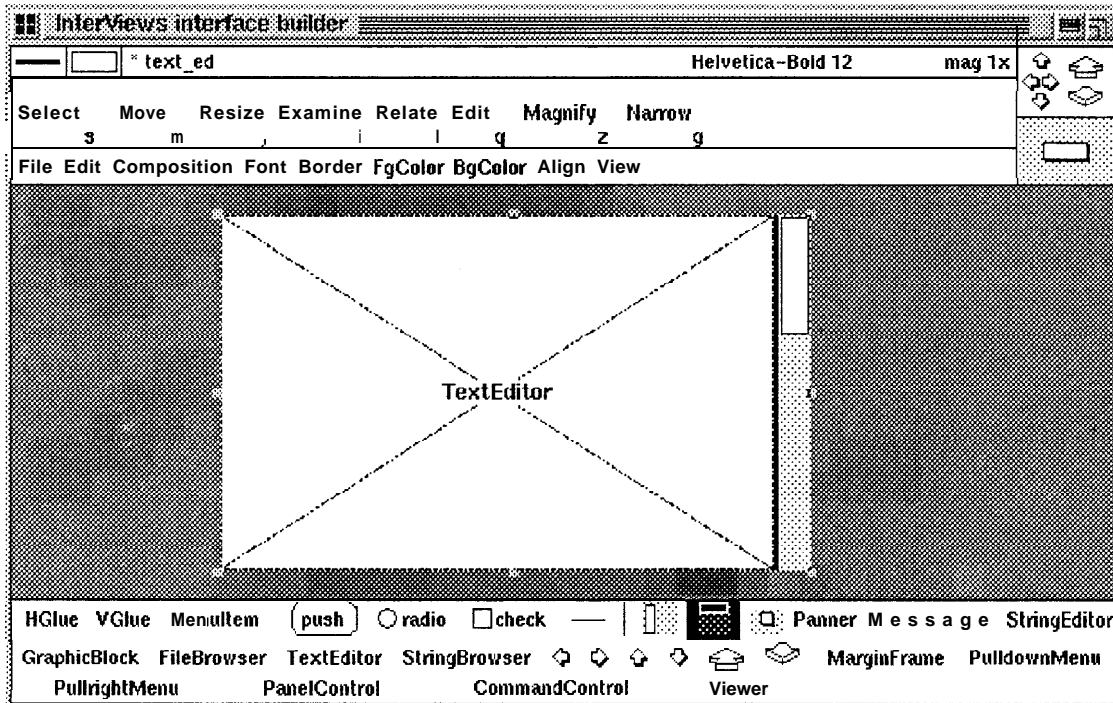 InterViews interface builder
* text_ed Helvetica-Bold 12 mag 1x
Select Move Resize Examine Relate Edit Magnify Narrow
s m , i l q z g
File Edit Composition Font Border FgColor BgColor Align View
TextEditor
HGlue VGlue MenuItem push radio check Panner Message StringEditor
GraphicBlock FileBrowser TextEditor StringBrowser MarginFrame PulldownMenu
PullrightMenu PanelControl CommandControl Viewer